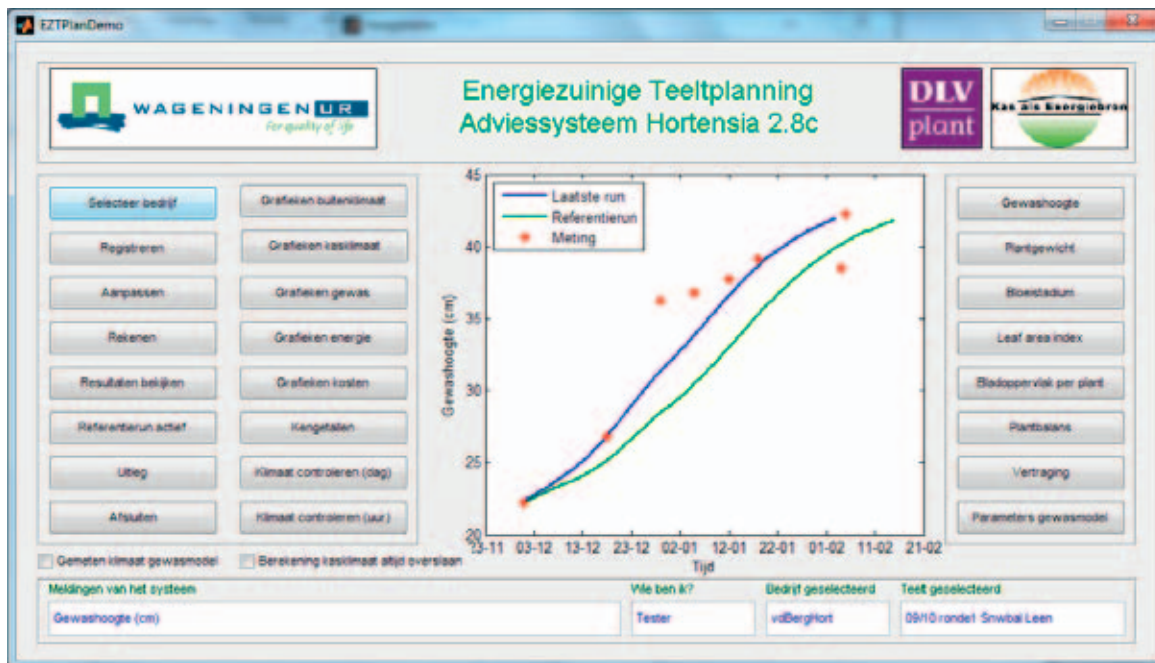 EZTPlanDemo
WAGENINGEN UR
For quality of life
Energiezuinige Teeltplanning
Adviessysteem Hortensia 2.8c
DLV
plant
Kas als Energiebron
Selecteer bedrijf
Registreren
Aanpassen
Rekenen
Resultaten bekijken
Referentierun actief
Uitleg
Afsluiten
Grafieken buitenklimaat
Grafieken kasklimaat
Grafieken gewas
Grafieken energie
Grafieken kosten
Kengetallen
Klimaat controleren (dag)
Klimaat controleren (uur)
Gewashoogte (cm)
45
40
35
30
25
20
Laatste run
Referentierun
Meting
23-11 03-12 13-12 23-12 02-01 12-01 22-01 01-02 11-02 21-02
Tijd
Gewashoogte
Plantgewicht
Bloeistadium
Leaf area index
Bladoppervlak per plant
Plantbalans
Vertraging
Parameters gewasmodel
Gemeten klimaat gewasmodel
Berekening kasklimaat altijd overslaan
Meldingen van het systeem
Gewashoogte (cm)
Wie ben ik?
Tester
Bedrijf geselecteerd
vdBergHort
Teelt geselecteerd
09/10 ronde1 Snwbal Leen